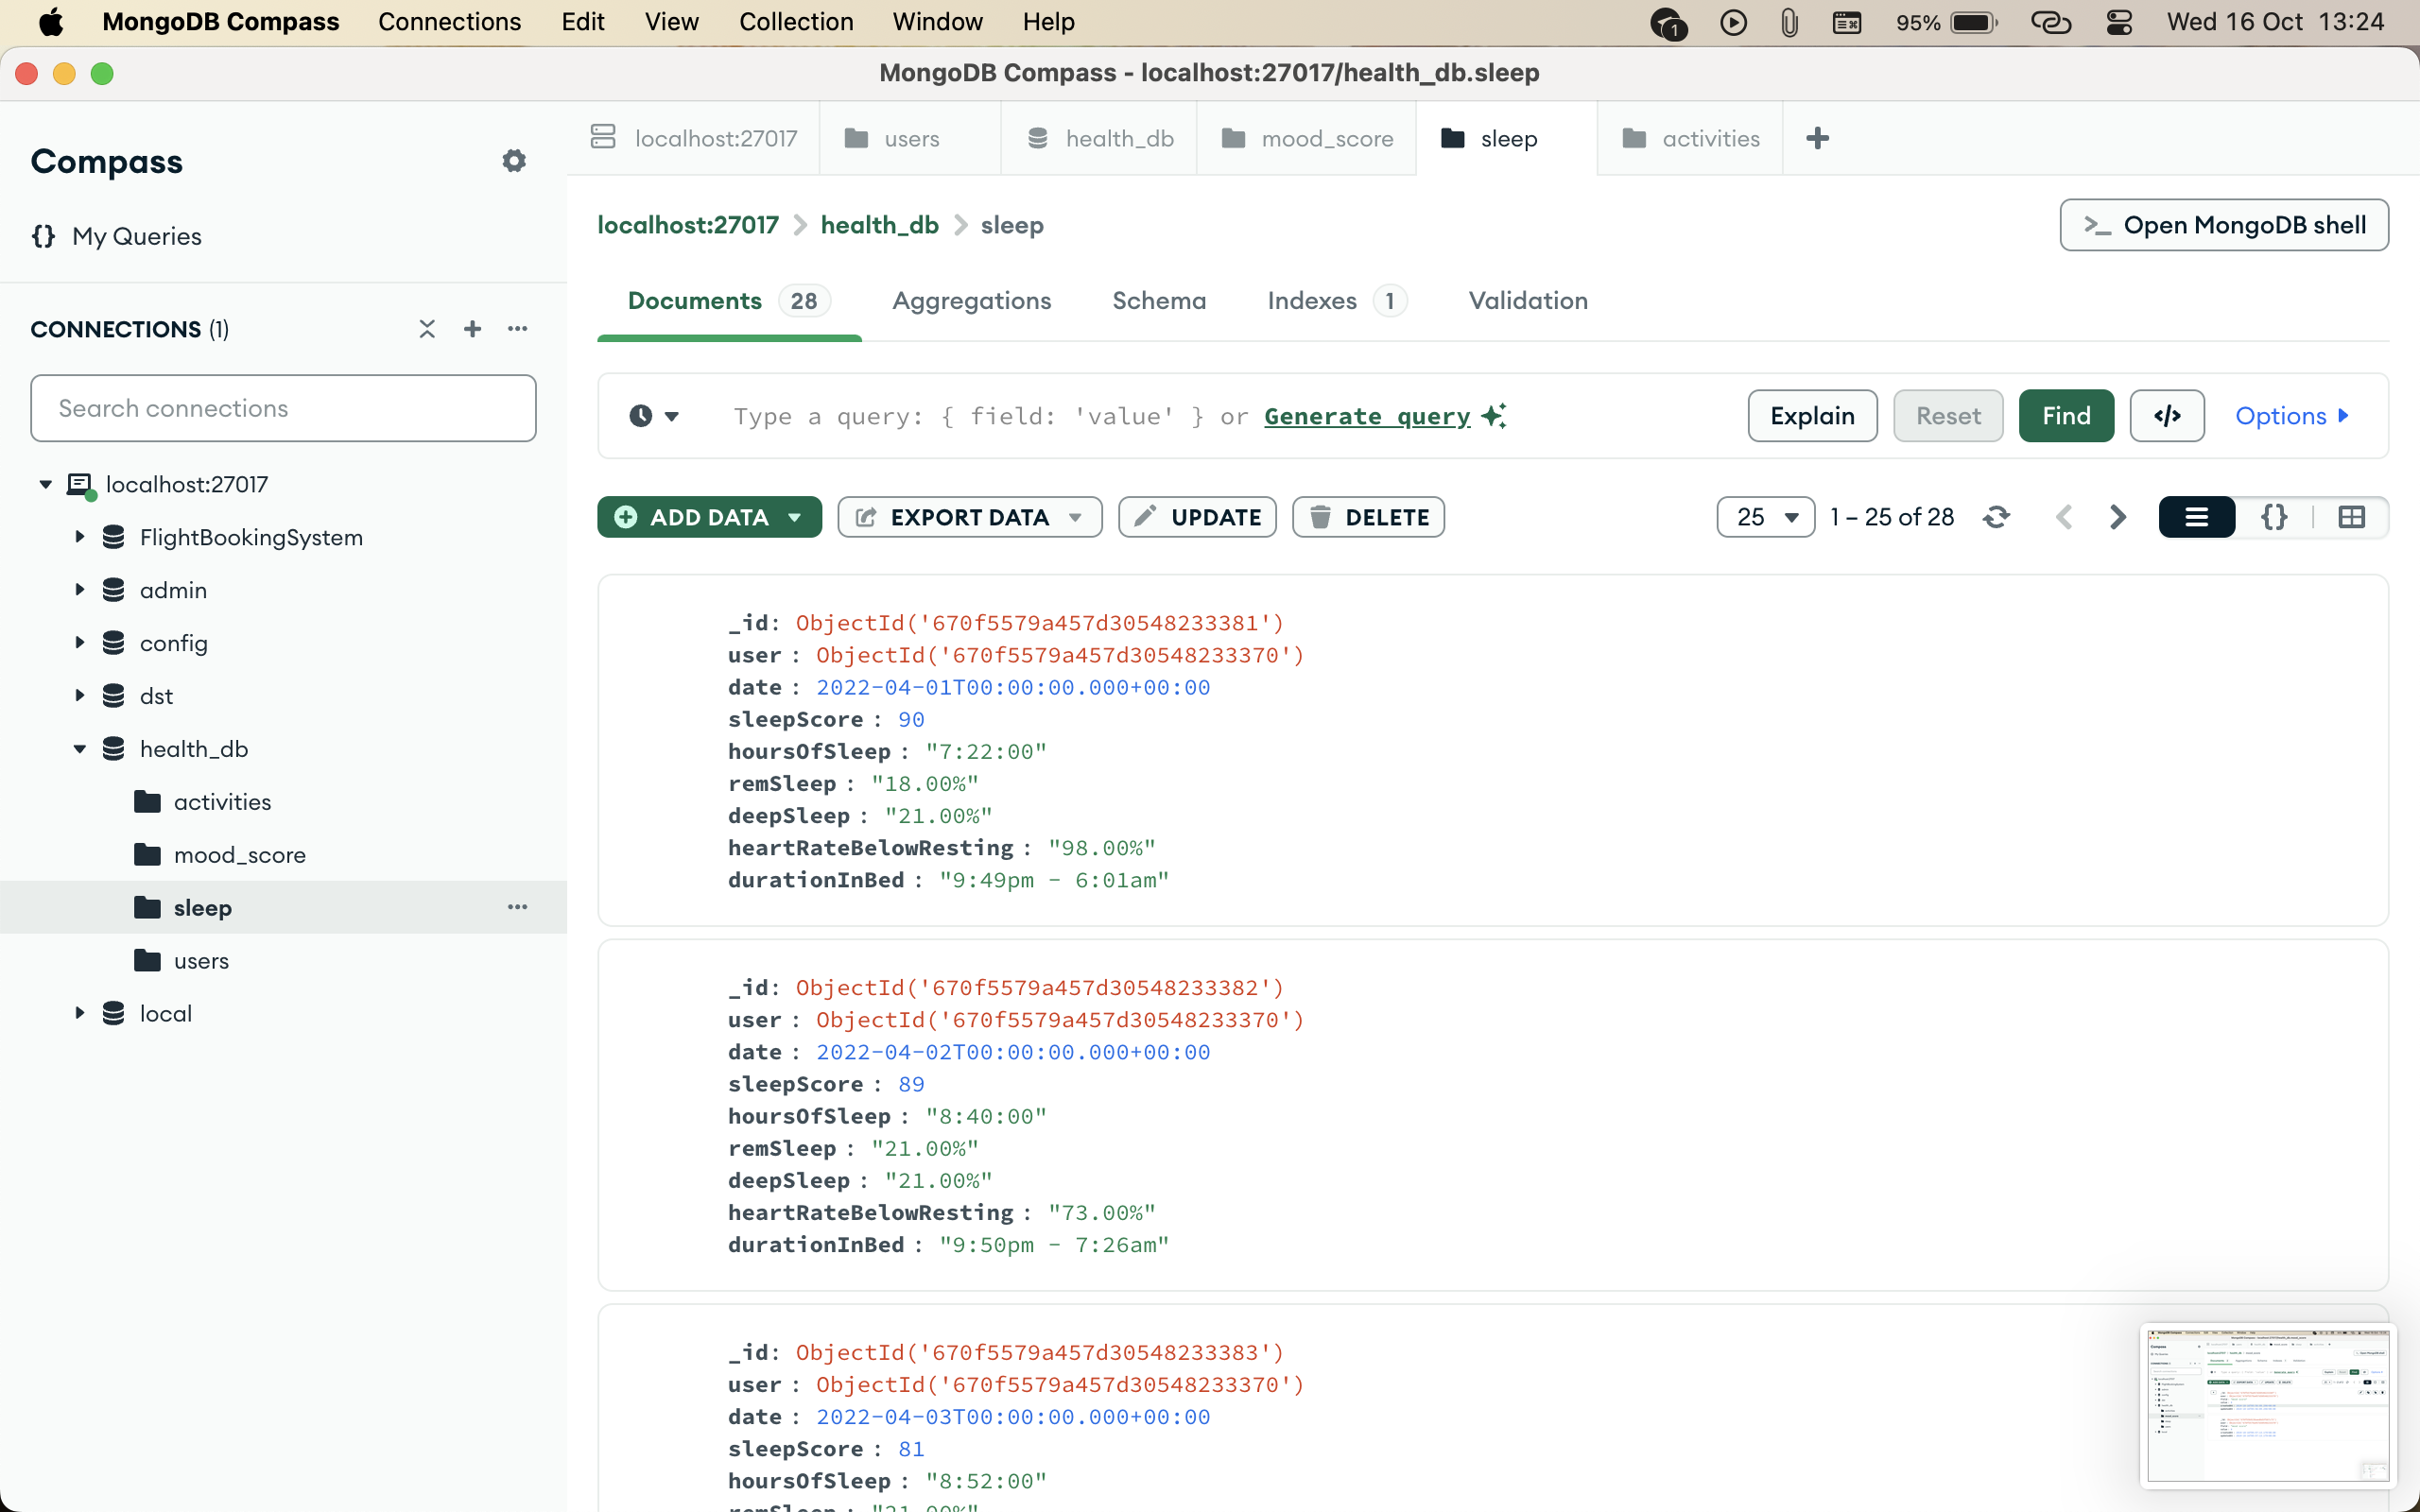 MongoDB Compass Connections Edit View Collection Window Help 1 95% Wed 16 Oct 13:24
MongoDB Compass - localhost:27017/health_db.sleep
Compass
My Queries
CONNECTIONS (1)
Search connections
localhost:27017
FlightBookingSystem
admin
config
dst
health_db
activities
mood_score
sleep
users
local
localhost:27017 users health_db mood_score sleep activities
localhost:27017 > health_db > sleep
>_ Open MongoDB shell
Documents 28 Aggregations Schema Indexes 1 Validation
Type a query: { field: 'value' } or Generate query
Explain Reset Find </> Options
ADD DATA EXPORT DATA UPDATE DELETE
25 1 – 25 of 28 {}
_id: ObjectId('670f5579a457d30548233381')
user : ObjectId('670f5579a457d30548233370')
date : 2022-04-01T00:00:00.000+00:00
sleepScore : 90
hoursOfSleep : "7:22:00"
remSleep : "18.00%"
deepSleep : "21.00%"
heartRateBelowResting : "98.00%"
durationInBed : "9:49pm - 6:01am"
_id: ObjectId('670f5579a457d30548233382')
user : ObjectId('670f5579a457d30548233370')
date : 2022-04-02T00:00:00.000+00:00
sleepScore : 89
hoursOfSleep : "8:40:00"
remSleep : "21.00%"
deepSleep : "21.00%"
heartRateBelowResting : "73.00%"
durationInBed : "9:50pm - 7:26am"
_id: ObjectId('670f5579a457d30548233383')
user : ObjectId('670f5579a457d30548233370')
date : 2022-04-03T00:00:00.000+00:00
sleepScore : 81
hoursOfSleep : "8:52:00"
remSleep : "21.00%"